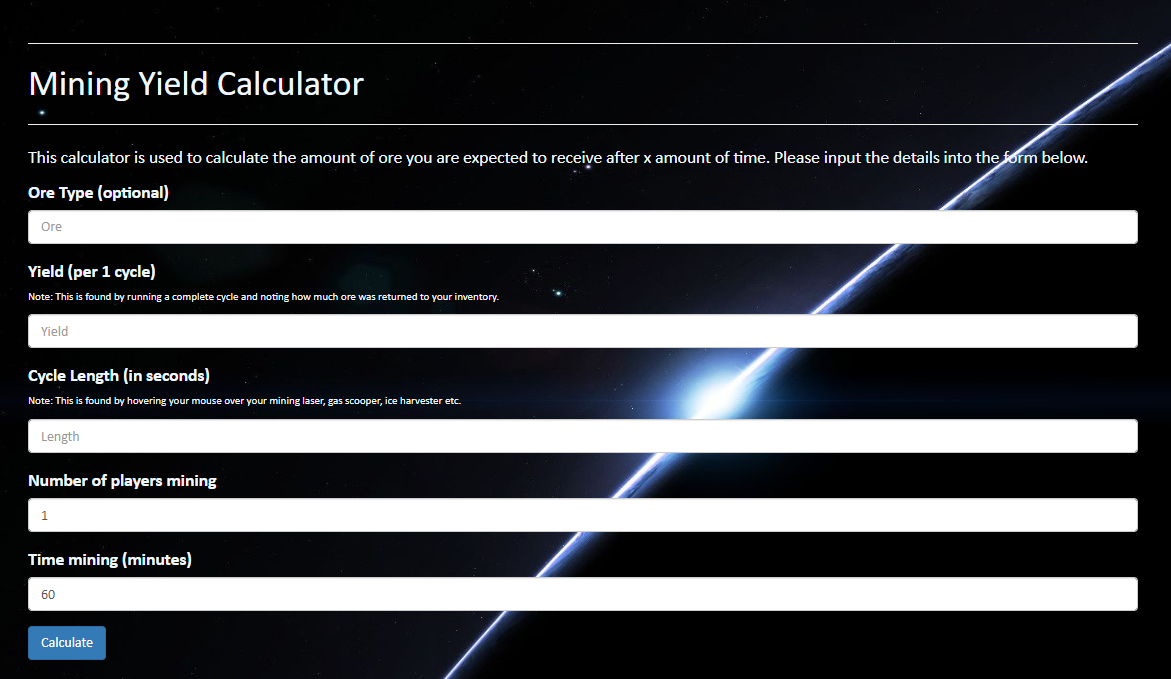 Mining Yield Calculator
This calculator is used to calculate the amount of ore you are expected to receive after x amount of time. Please input the details into the form below.
Ore Type (optional)
Ore
Yield (per 1 cycle)
Note: This is found by running a complete cycle and noting how much ore was returned to your inventory.
Yield
Cycle Length (in seconds)
Note: This is found by hovering your mouse over your mining laser, gas scooper, ice harvester etc.
Length
Number of players mining
1
Time mining (minutes)
60
Calculate